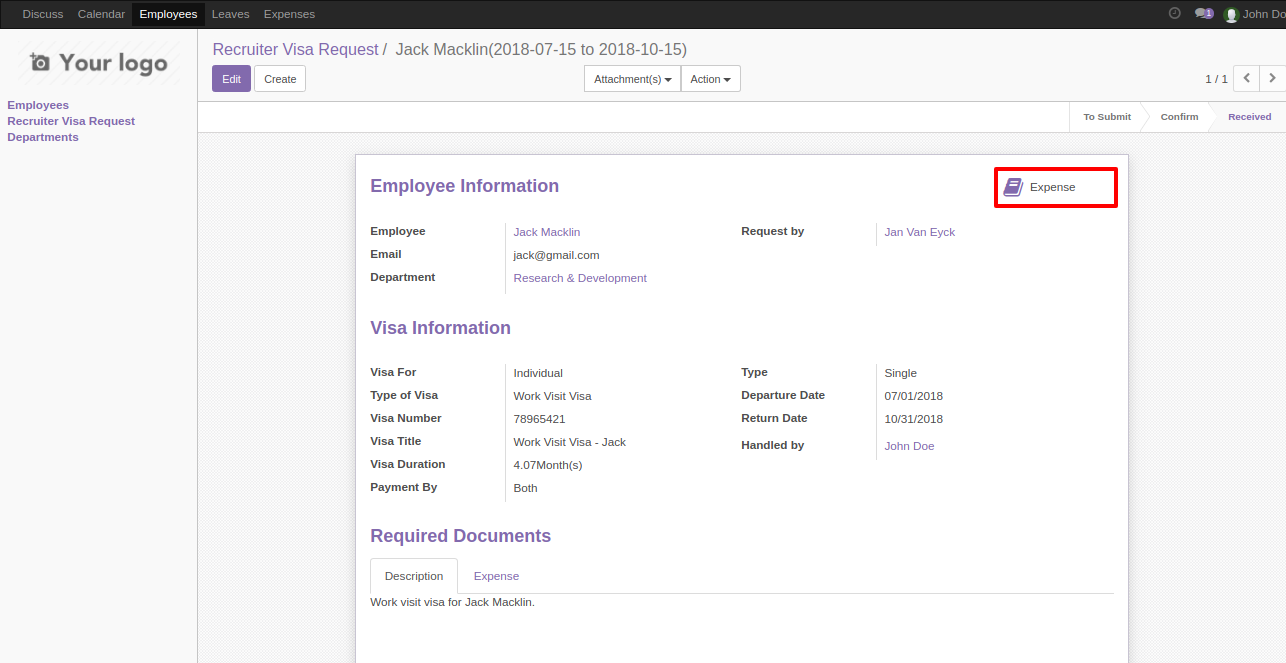 Discuss Calendar Employees Leaves Expenses 1 John Do
Your logo
Employees
Recruiter Visa Request
Departments
Recruiter Visa Request / Jack Macklin(2018-07-15 to 2018-10-15)
Edit Create Attachment(s) Action 1 / 1
To Submit Confirm Received
Employee Information
Expense
Employee Jack Macklin Request by Jan Van Eyck
Email jack@gmail.com
Department Research & Development
Visa Information
Visa For Individual Type Single
Type of Visa Work Visit Visa Departure Date 07/01/2018
Visa Number 78965421 Return Date 10/31/2018
Visa Title Work Visit Visa - Jack Handled by John Doe
Visa Duration 4.07Month(s)
Payment By Both
Required Documents
Description Expense
Work visit visa for Jack Macklin.